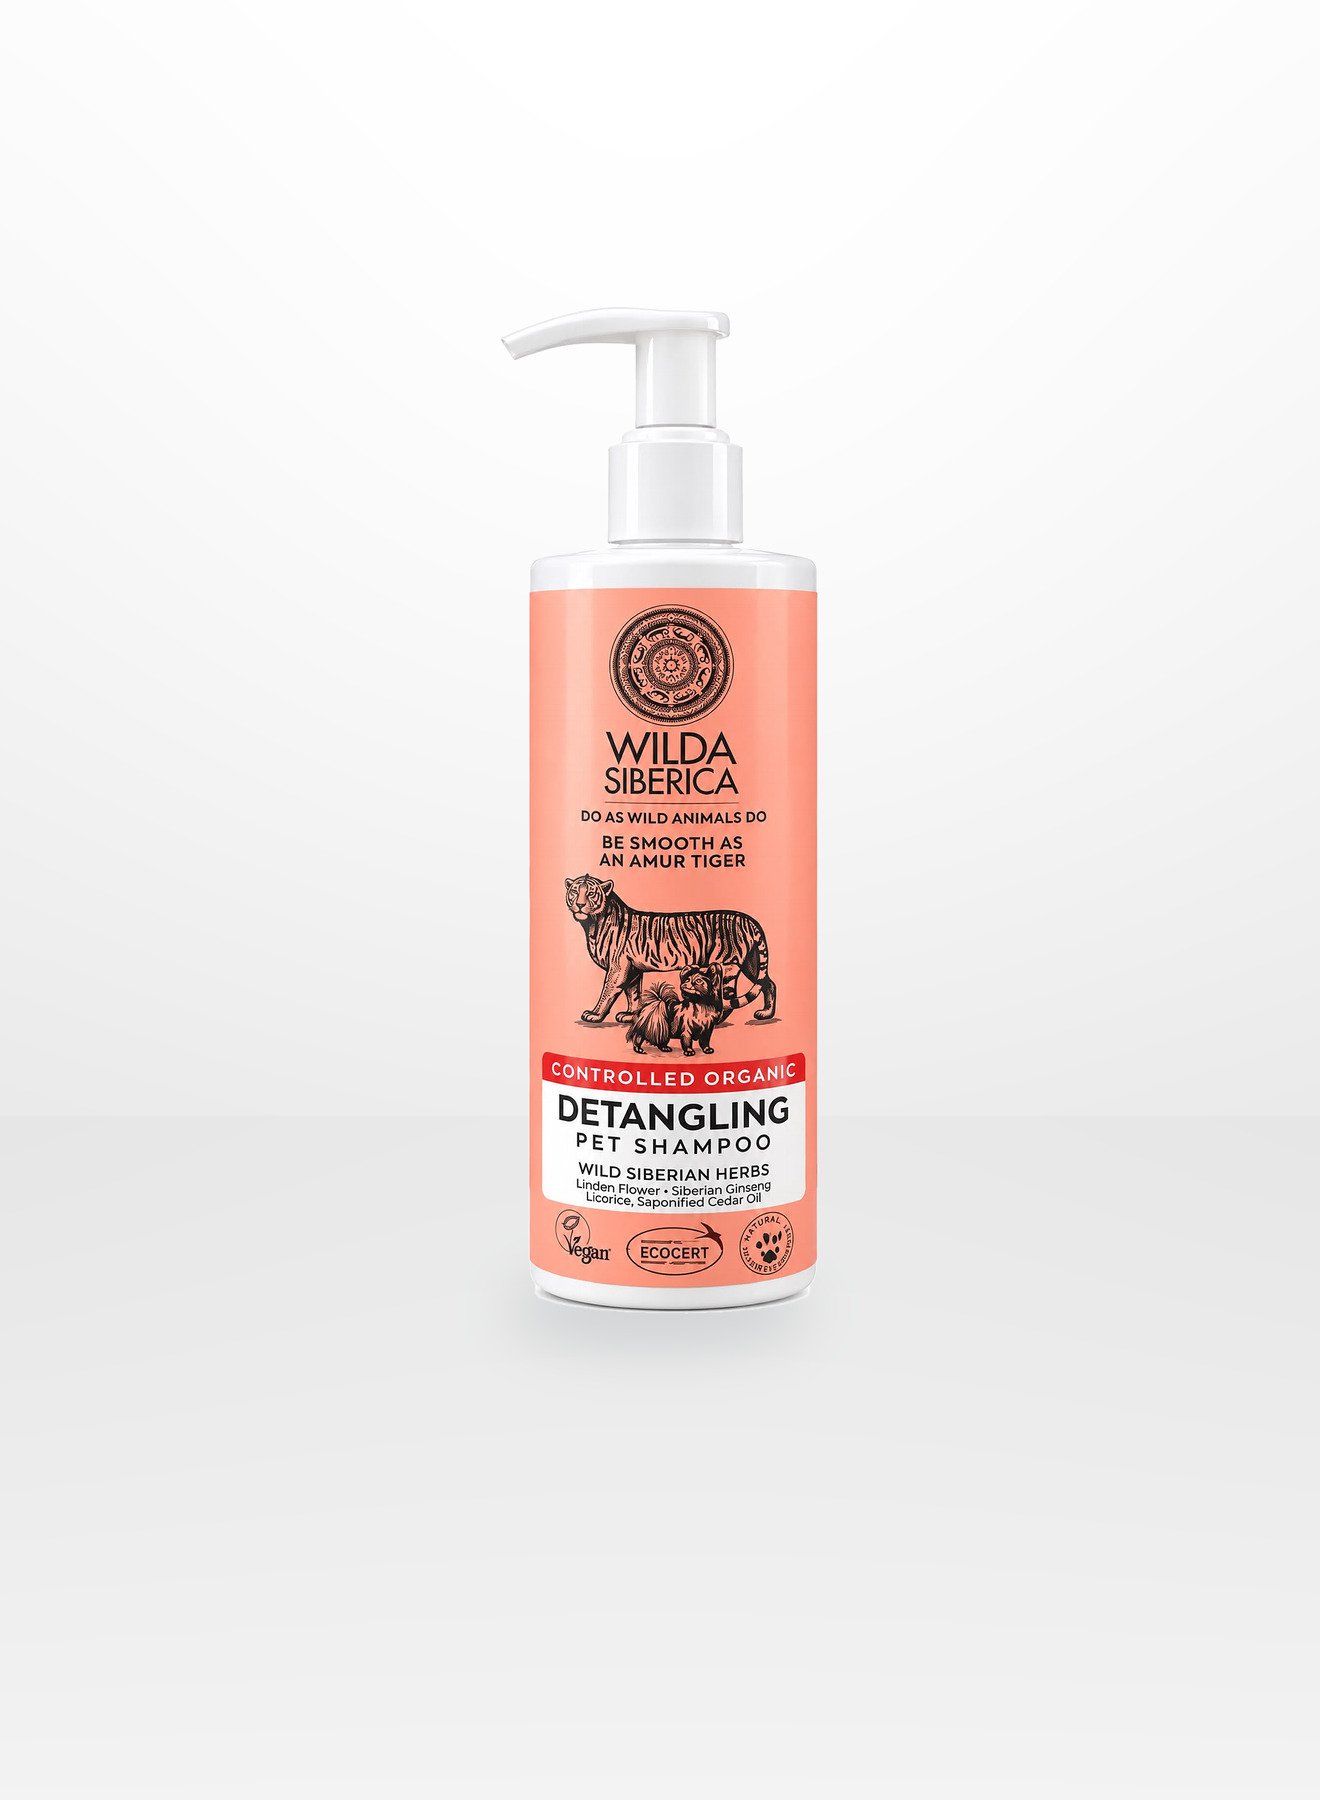 WILDA
SIBERICA
DO AS WILD ANIMALS DO
BE SMOOTH AS
AN AMUR TIGER
CONTROLLED ORGANIC
DETANGLING
PET SHAMPOO
WILD SIBERIAN HERBS
Linden Flower • Siberian Ginseng
Licorice, Saponified Cedar Oil
Vegan
ECOCERT
NATURAL